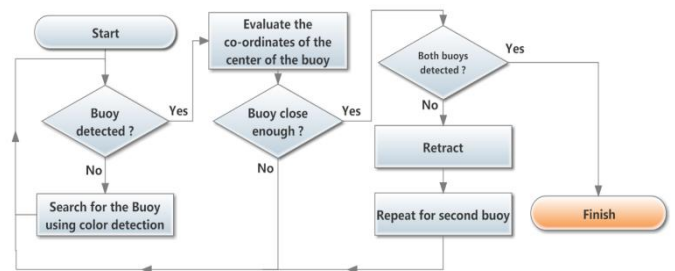 Start
Buoy
detected ?
Yes
No
Search for the Buoy
using color detection
Evaluate the
co-ordinates of the
center of the buoy
Buoy close
enough ?
Yes
No
Both buoys
detected ?
Yes
No
Retract
Repeat for second buoy
Finish